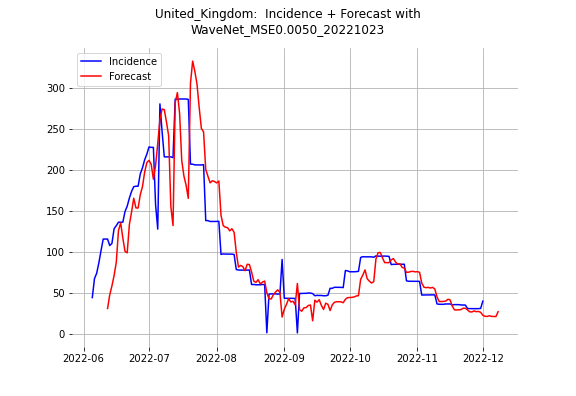 United_Kingdom:  Incidence + Forecast with
WaveNet_MSE0.0050_20221023
Incidence
Forecast
300
250
200
150
100
50
0
2022-06 2022-07 2022-08 2022-09 2022-10 2022-11 2022-12